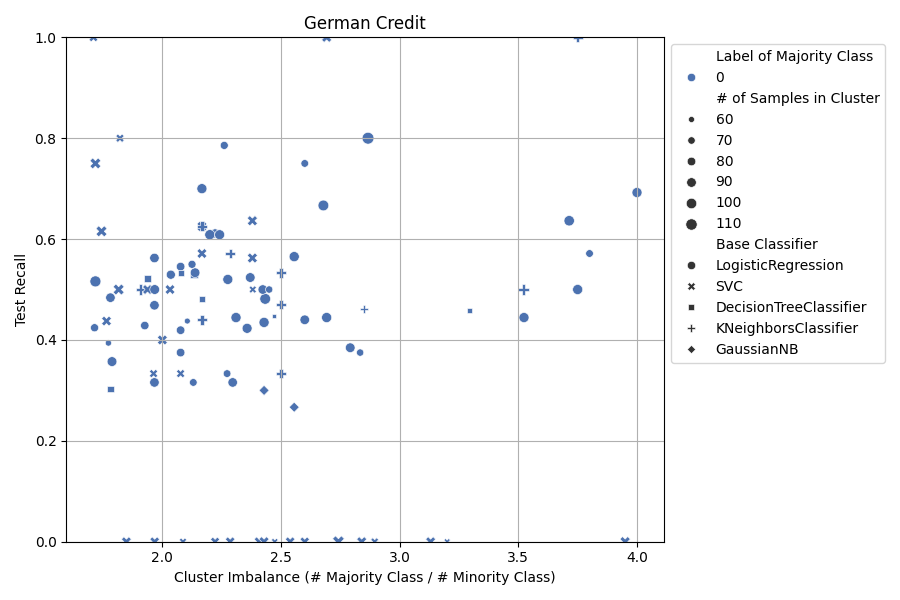 German Credit
1.0
0.8
0.6
0.4
0.2
0.0
Test Recall
2.0
2.5
3.0
3.5
4.0
Cluster Imbalance (# Majority Class / # Minority Class)
Label of Majority Class
0
# of Samples in Cluster
60
70
80
90
100
110
Base Classifier
LogisticRegression
SVC
DecisionTreeClassifier
KNeighborsClassifier
GaussianNB